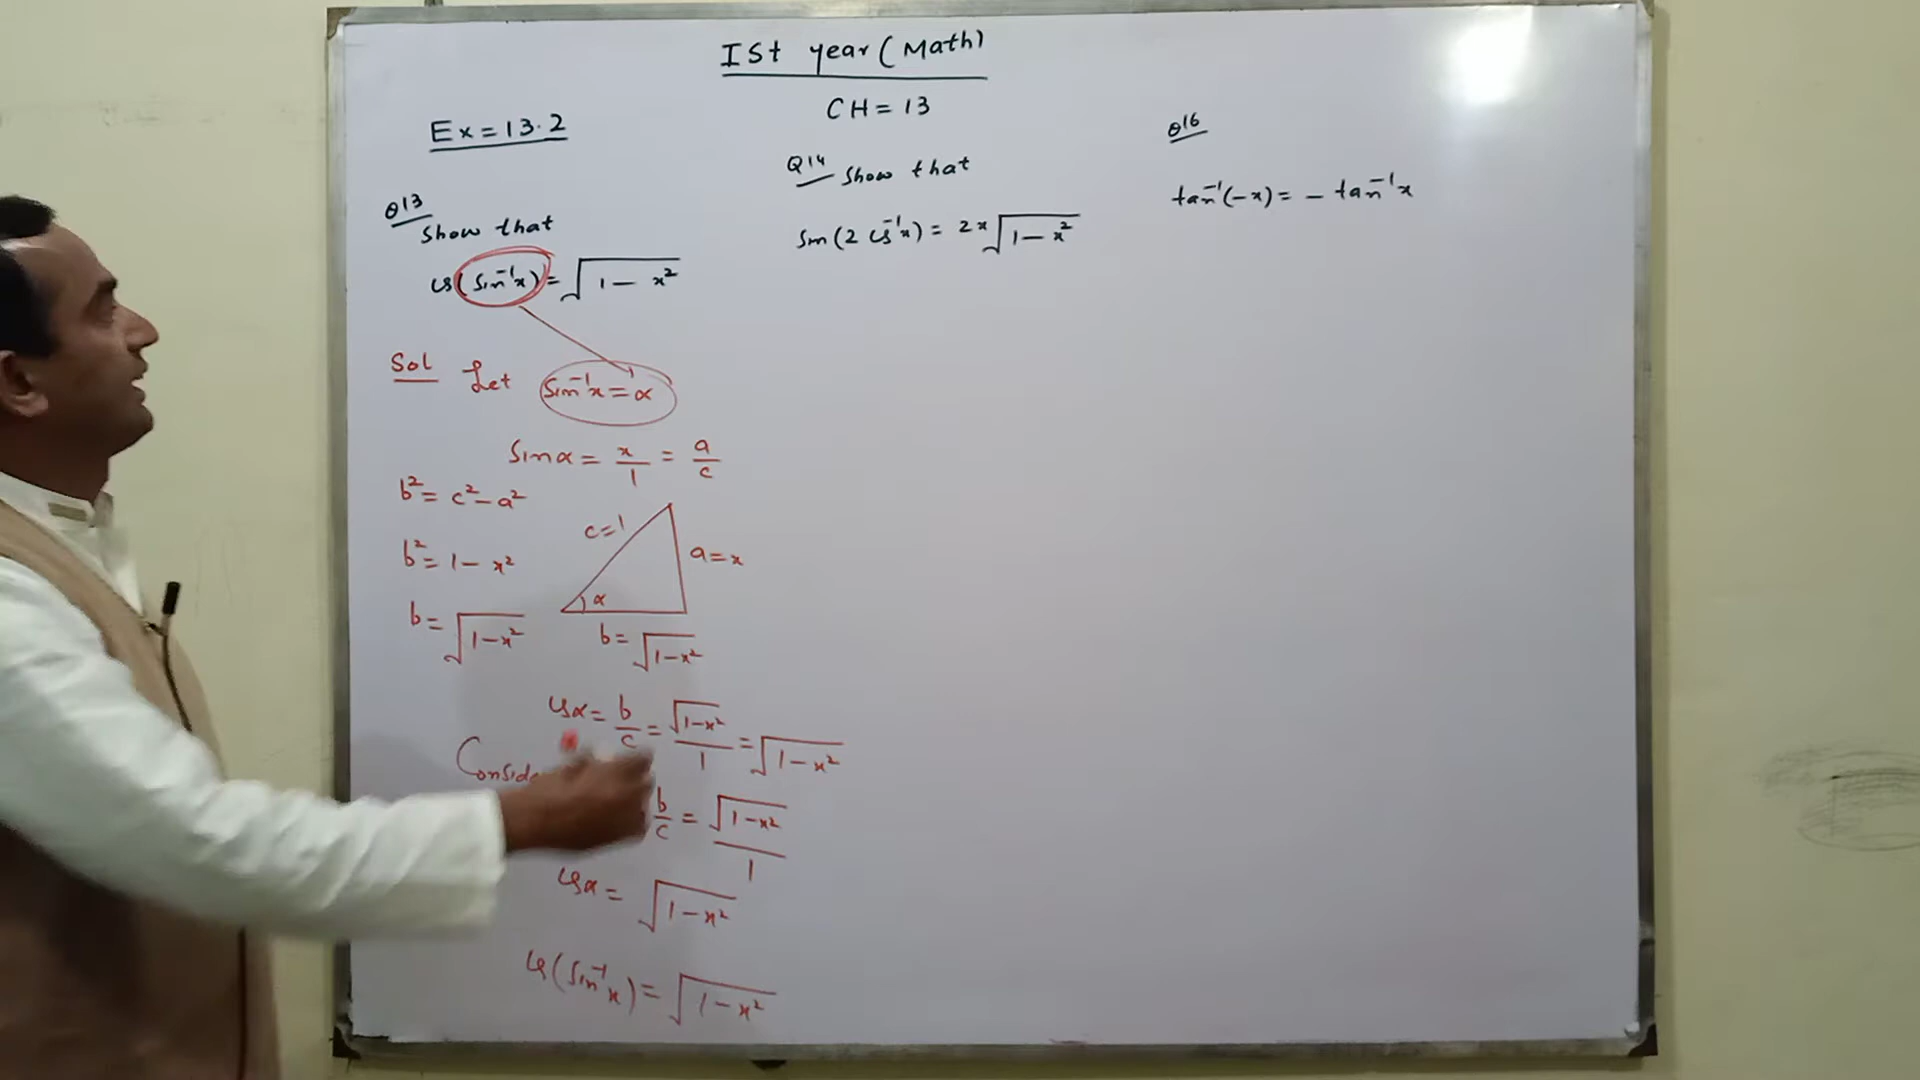 ISt year (Math)
CH = 13
Ex = 13.2
Q13
Show that
cos(Sin⁻¹x) = √(1 − x²)
Sol Let Sin⁻¹x = α
Sinα = x/1 = a/c
b² = c² − a²
b² = 1 − x²
b = √(1−x²)
c = 1
a = x
α
b = √(1−x²)
cosα = b/c = √(1−x²)/1 = √(1−x²)
b/c = √(1−x²)/1
cosα = √(1−x²)
cos(Sin⁻¹x) = √(1−x²)
Q14 Show that
Sin(2 cos⁻¹x) = 2x√(1 − x²)
Q16
tan⁻¹(−x) = − tan⁻¹x